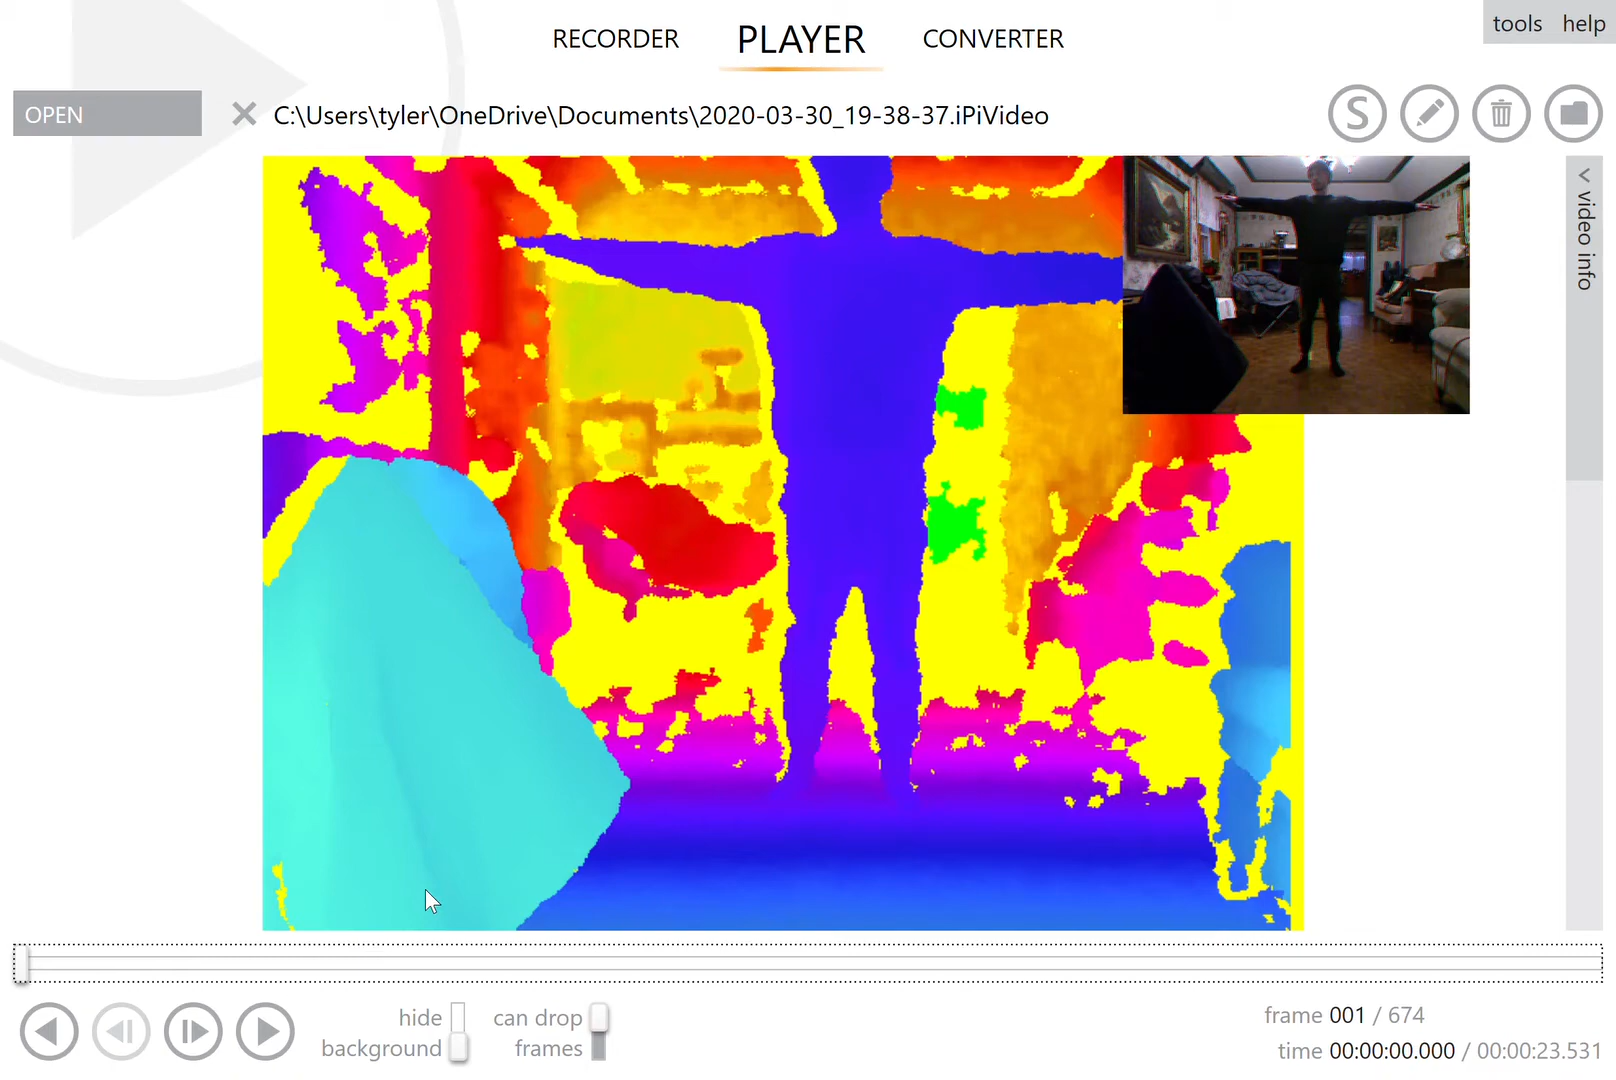 RECORDER PLAYER CONVERTER
tools help
OPEN
C:\Users\tyler\OneDrive\Documents\2020-03-30_19-38-37.iPiVideo
S
video info
hide background
can drop frames
frame 001 / 674
time 00:00:00.000 / 00:00:23.531